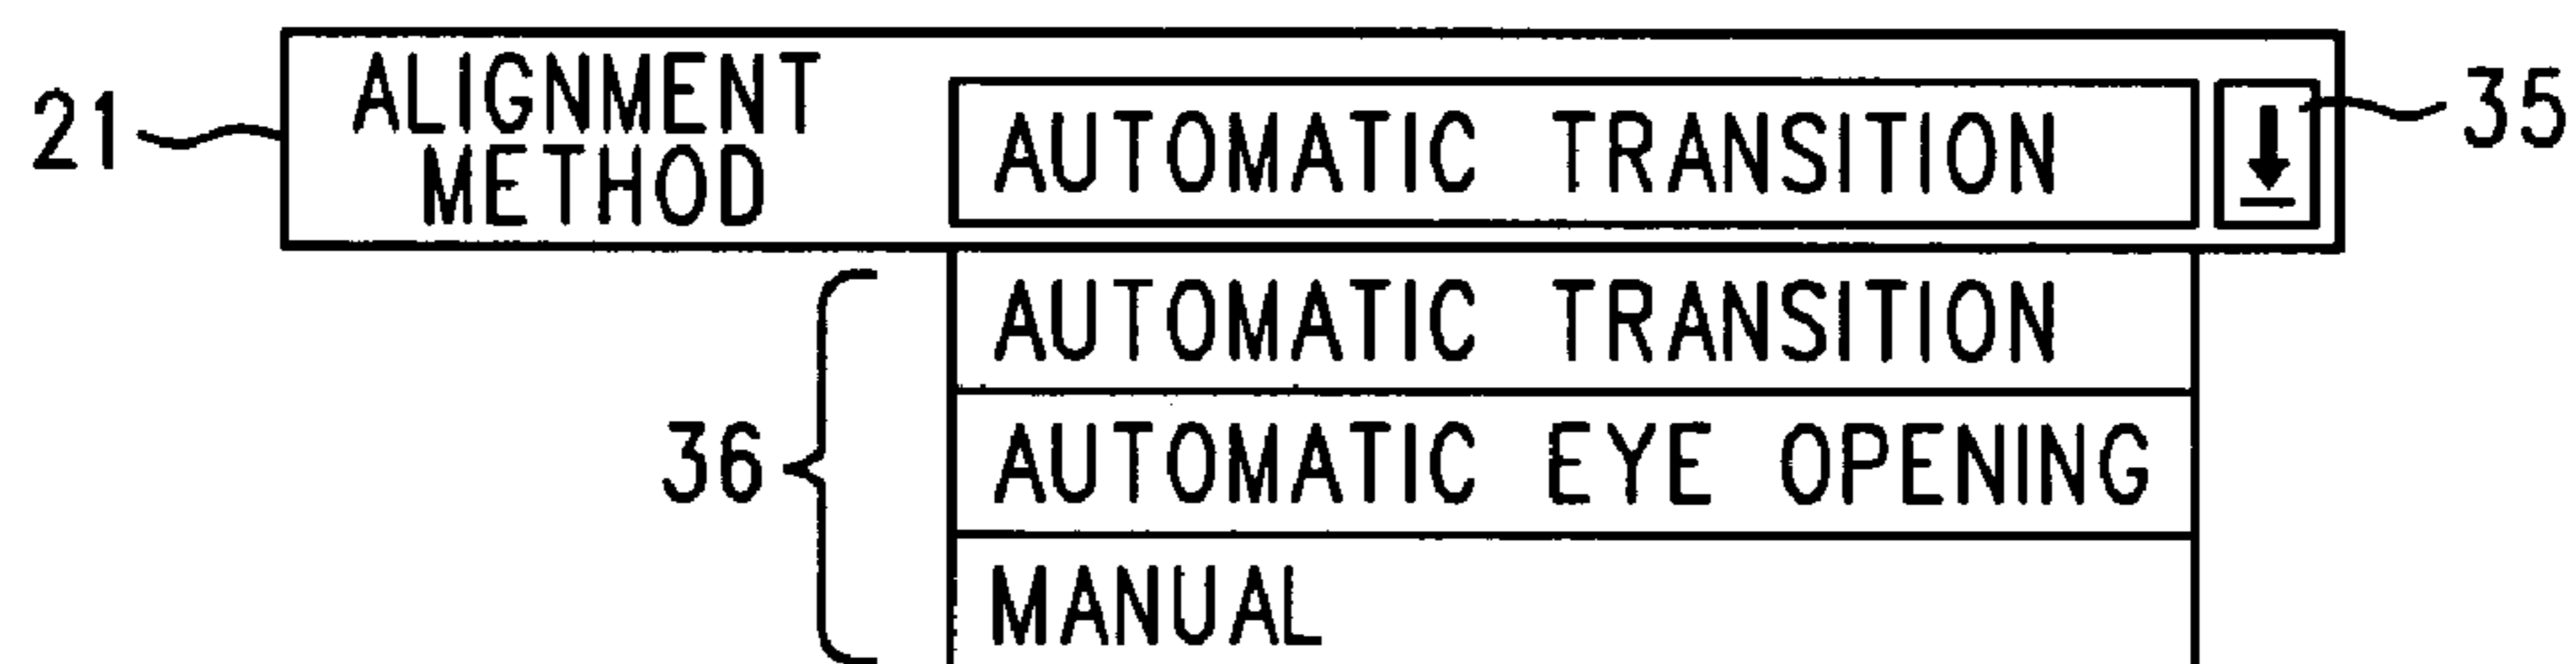 21
ALIGNMENT
METHOD
AUTOMATIC TRANSITION
35
AUTOMATIC TRANSITION
36
AUTOMATIC EYE OPENING
MANUAL